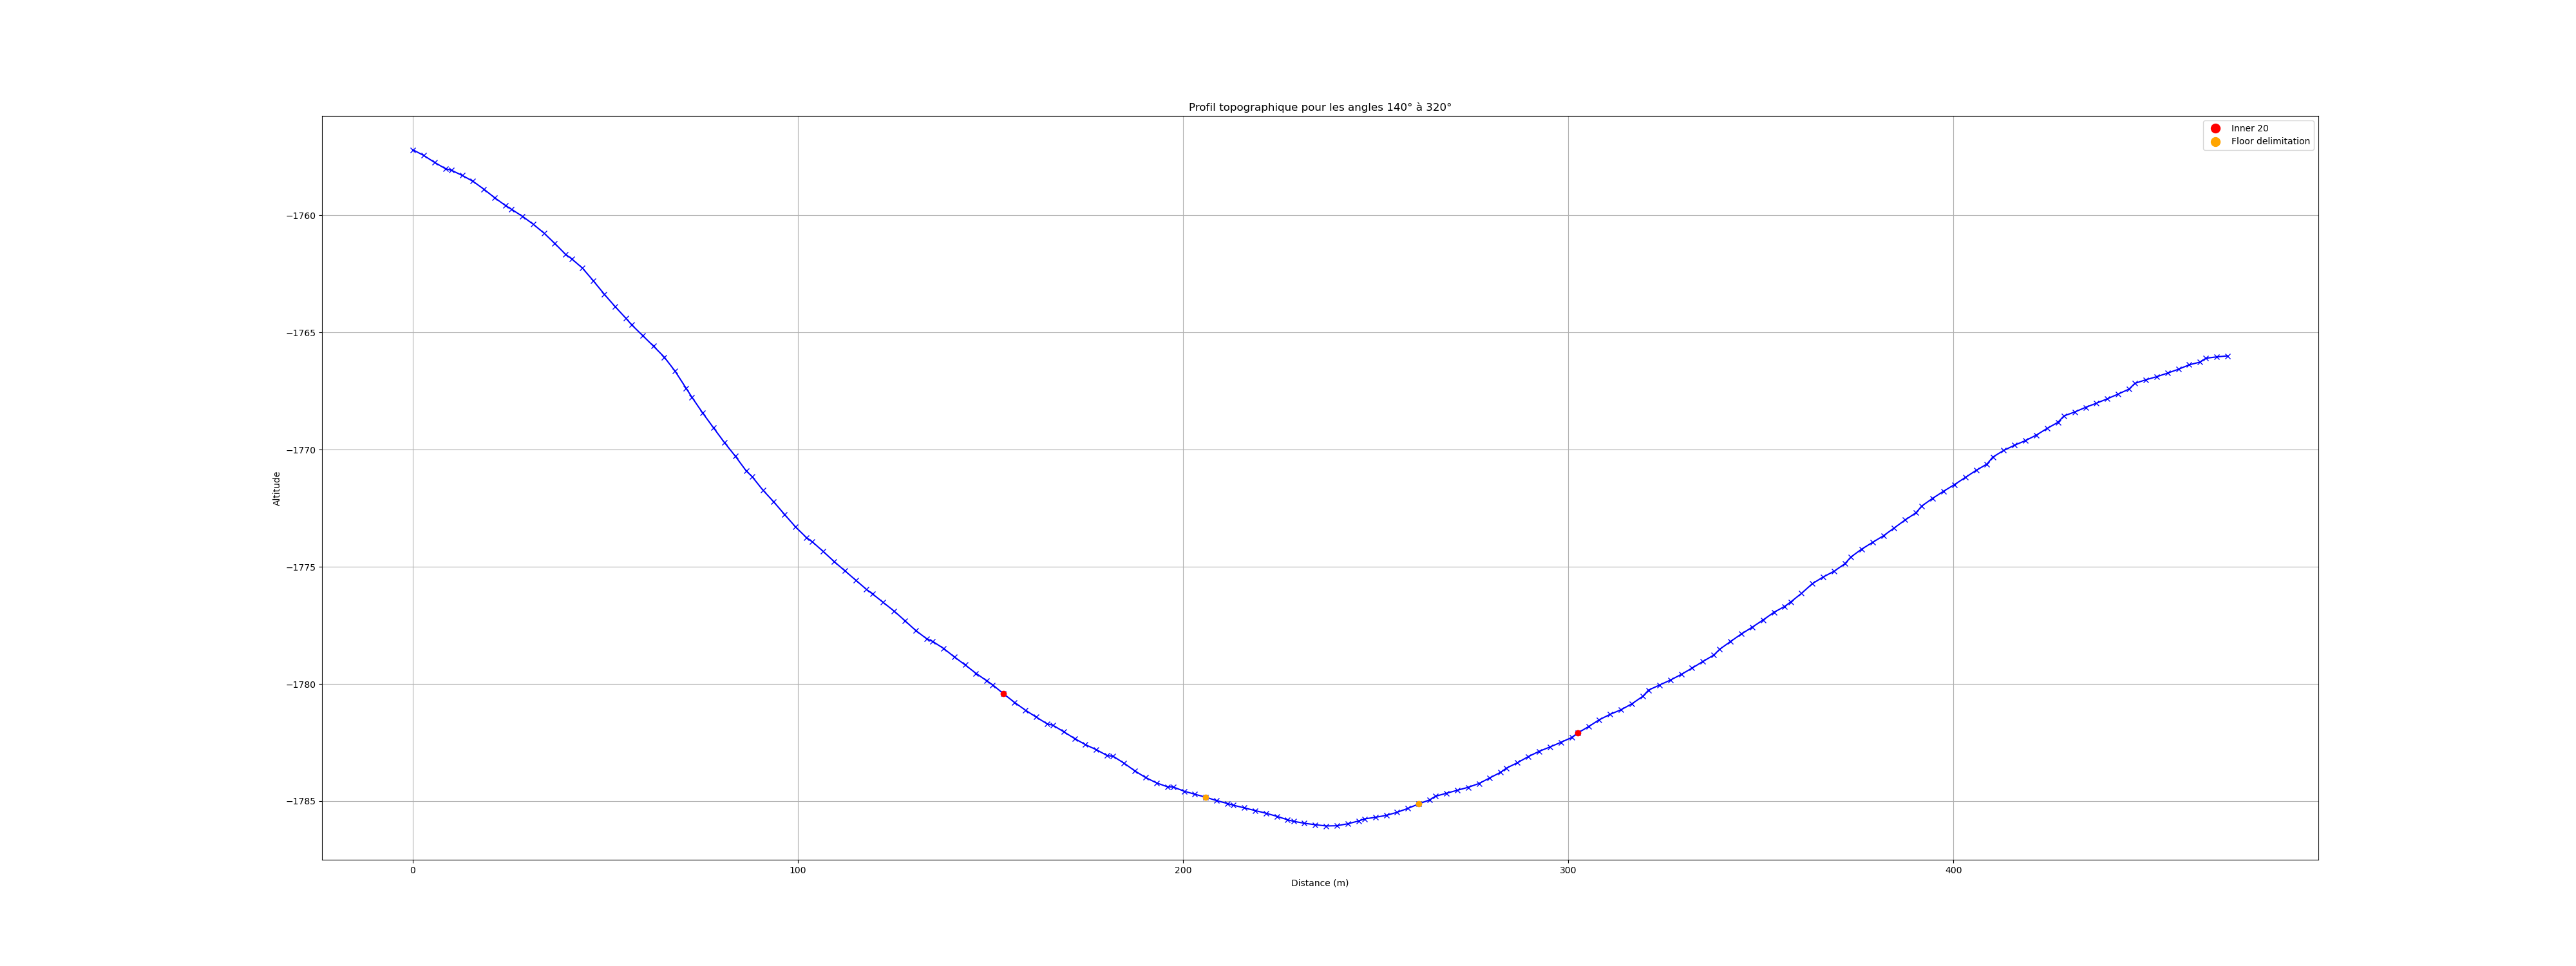 Profil topographique pour les angles 140° à 320°
Inner 20
Floor delimitation
Altitude
−1760
−1765
−1770
−1775
−1780
−1785
0
100
200
300
400
Distance (m)